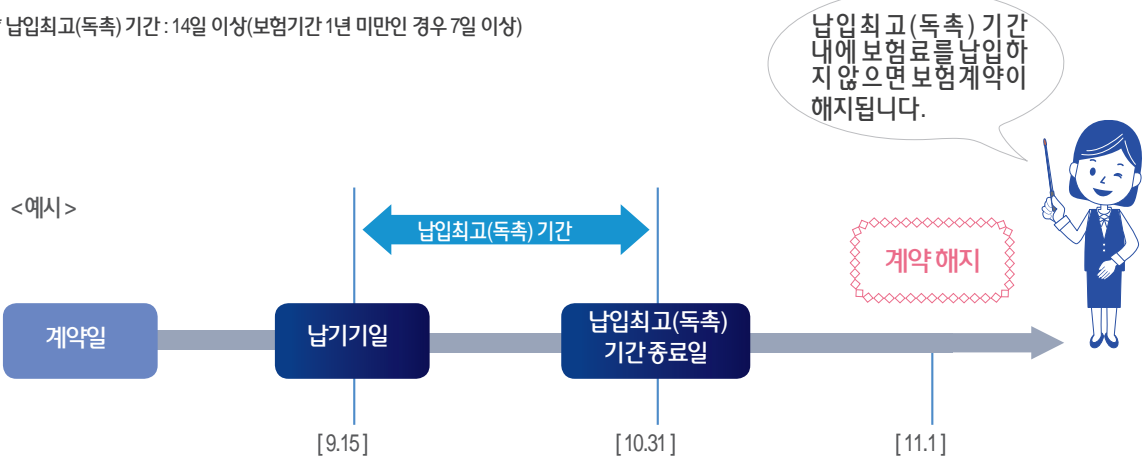 * 납입최고(독촉) 기간 : 14일 이상(보험기간 1년 미만인 경우 7일 이상)
납입최고(독촉) 기간
내에 보험료를 납입하
지 않으면 보험계약이
해지됩니다.
<예시>
납입최고(독촉) 기간
계약 해지
계약일
납기기일
납입최고(독촉)
기간 종료일
[ 9.15 ]
[ 10.31 ]
[ 11.1 ]